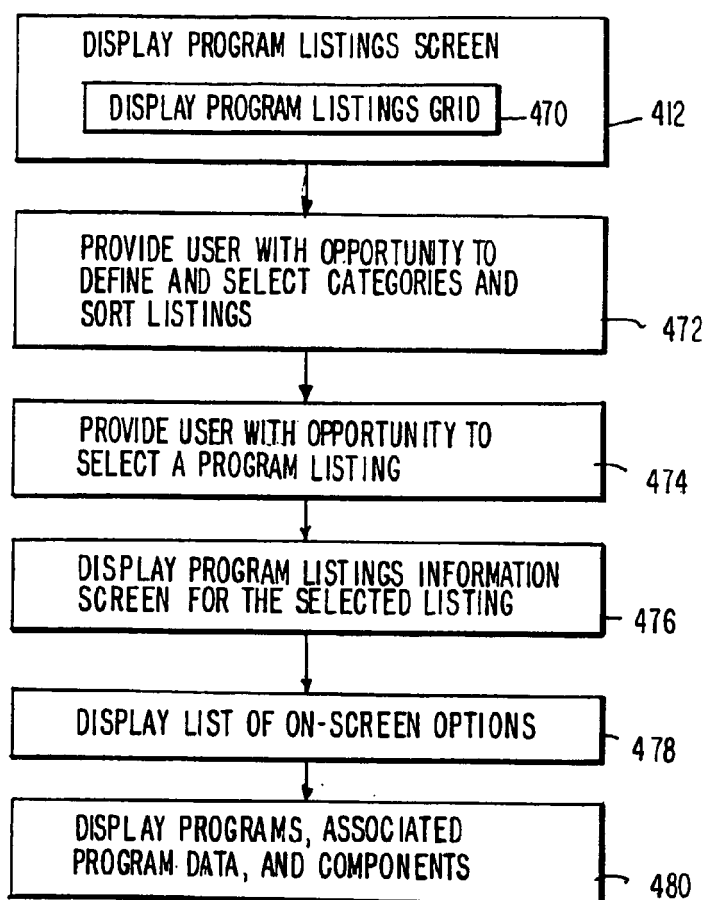 DISPLAY PROGRAM LISTINGS SCREEN
DISPLAY PROGRAM LISTINGS GRID
470
412
PROVIDE USER WITH OPPORTUNITY TO
DEFINE AND SELECT CATEGORIES AND
SORT LISTINGS
472
PROVIDE USER WITH OPPORTUNITY TO
SELECT A PROGRAM LISTING
474
DISPLAY PROGRAM LISTINGS INFORMATION
SCREEN FOR THE SELECTED LISTING
476
DISPLAY LIST OF ON-SCREEN OPTIONS
478
DISPLAY PROGRAMS, ASSOCIATED
PROGRAM DATA, AND COMPONENTS
480